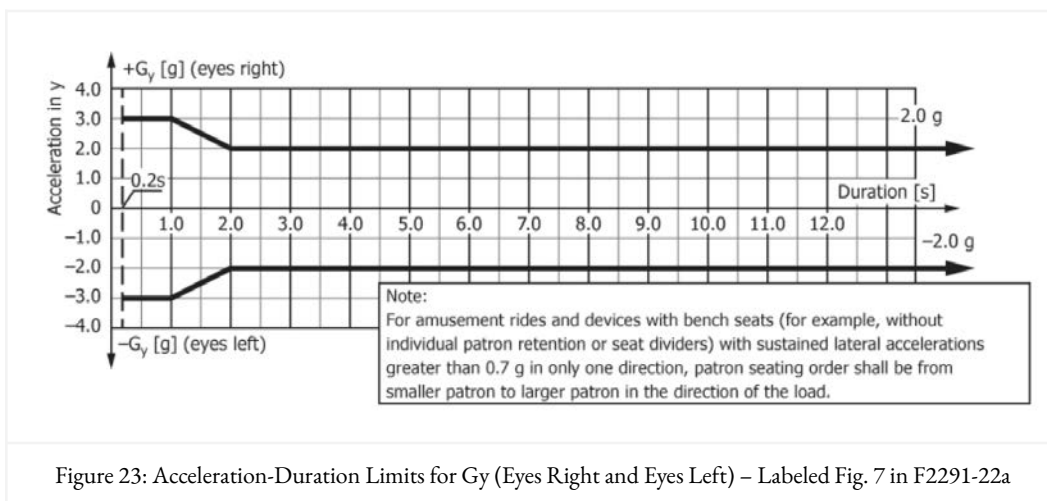 +Gy [g] (eyes right)
Acceleration in y
4.0
3.0
2.0
1.0
0
−1.0
−2.0
−3.0
−4.0
2.0 g
0.2s
Duration [s]
1.0 2.0 3.0 4.0 5.0 6.0 7.0 8.0 9.0 10.0 11.0 12.0
−2.0 g
−Gy [g] (eyes left)
Note:
For amusement rides and devices with bench seats (for example, without
individual patron retention or seat dividers) with sustained lateral accelerations
greater than 0.7 g in only one direction, patron seating order shall be from
smaller patron to larger patron in the direction of the load.
Figure 23: Acceleration-Duration Limits for Gy (Eyes Right and Eyes Left) – Labeled Fig. 7 in F2291-22a